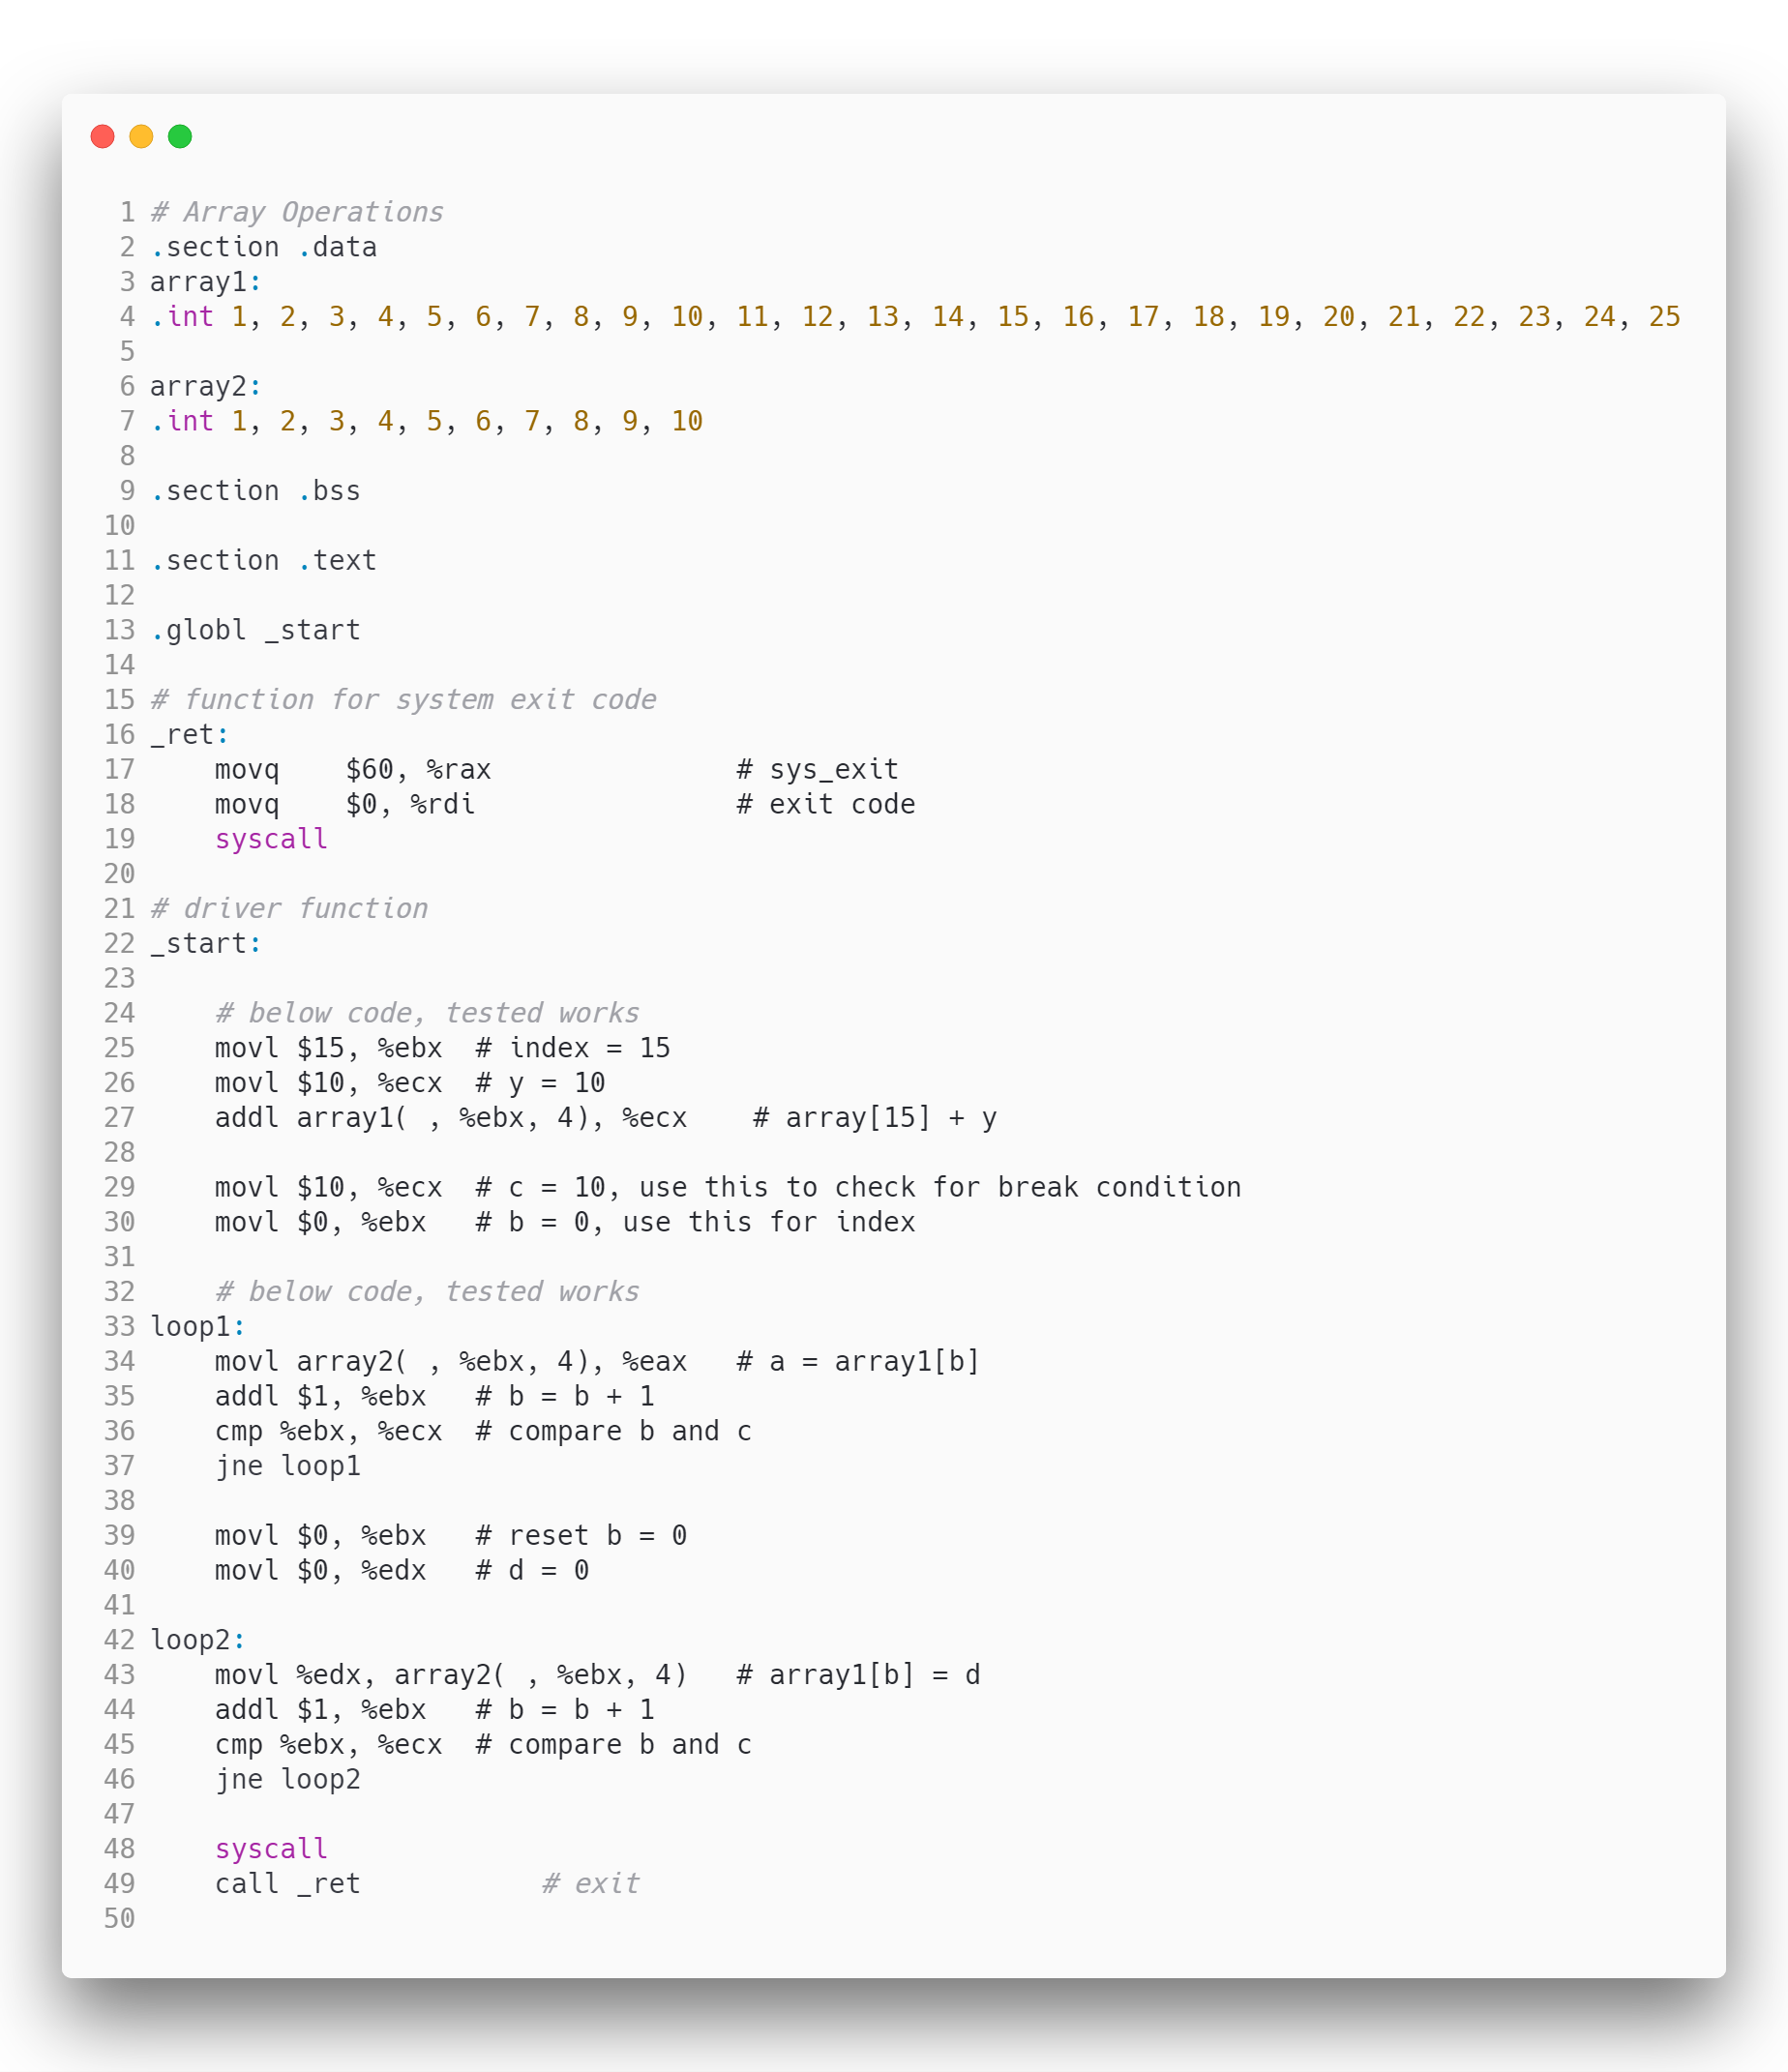 1 # Array Operations
2 .section .data
3 array1:
4 .int 1, 2, 3, 4, 5, 6, 7, 8, 9, 10, 11, 12, 13, 14, 15, 16, 17, 18, 19, 20, 21, 22, 23, 24, 25
5
6 array2:
7 .int 1, 2, 3, 4, 5, 6, 7, 8, 9, 10
8
9 .section .bss
10
11 .section .text
12
13 .globl _start
14
15 # function for system exit code
16 _ret:
17     movq    $60, %rax               # sys_exit
18     movq    $0, %rdi                # exit code
19     syscall
20
21 # driver function
22 _start:
23
24     # below code, tested works
25     movl $15, %ebx  # index = 15
26     movl $10, %ecx  # y = 10
27     addl array1( , %ebx, 4), %ecx    # array[15] + y
28
29     movl $10, %ecx  # c = 10, use this to check for break condition
30     movl $0, %ebx   # b = 0, use this for index
31
32     # below code, tested works
33 loop1:
34     movl array2( , %ebx, 4), %eax   # a = array1[b]
35     addl $1, %ebx   # b = b + 1
36     cmp %ebx, %ecx  # compare b and c
37     jne loop1
38
39     movl $0, %ebx   # reset b = 0
40     movl $0, %edx   # d = 0
41
42 loop2:
43     movl %edx, array2( , %ebx, 4)   # array1[b] = d
44     addl $1, %ebx   # b = b + 1
45     cmp %ebx, %ecx  # compare b and c
46     jne loop2
47
48     syscall
49     call _ret           # exit
50